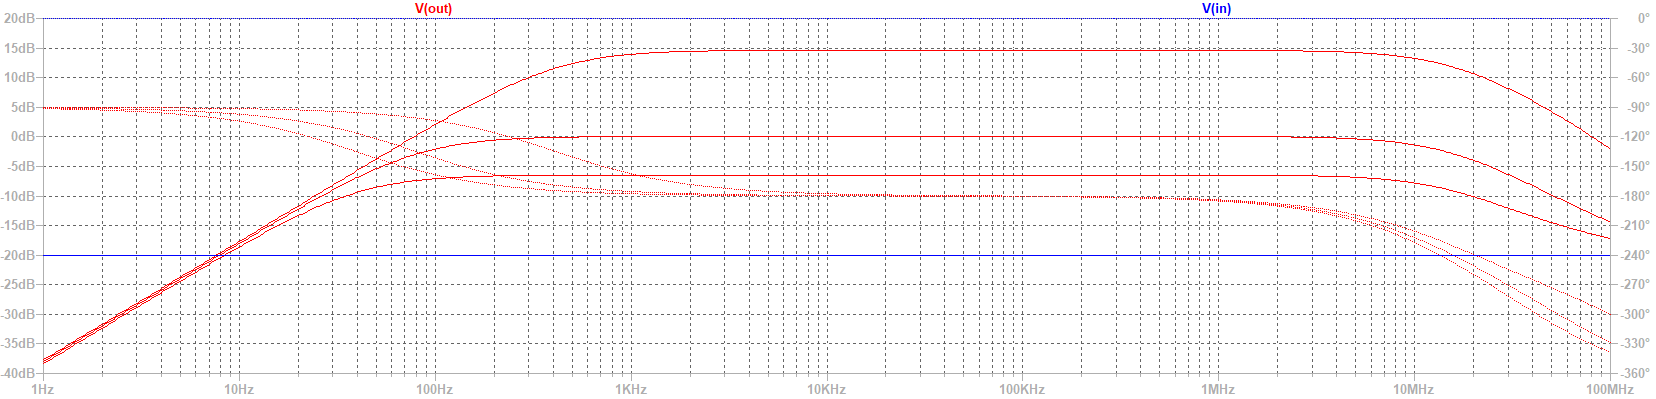 V(out) V(in)
20dB 0°
15dB -30°
10dB -60°
5dB -90°
0dB -120°
-5dB -150°
-10dB -180°
-15dB -210°
-20dB -240°
-25dB -270°
-30dB -300°
-35dB -330°
-40dB -360°
1Hz 10Hz 100Hz 1KHz 10KHz 100KHz 1MHz 10MHz 100MHz